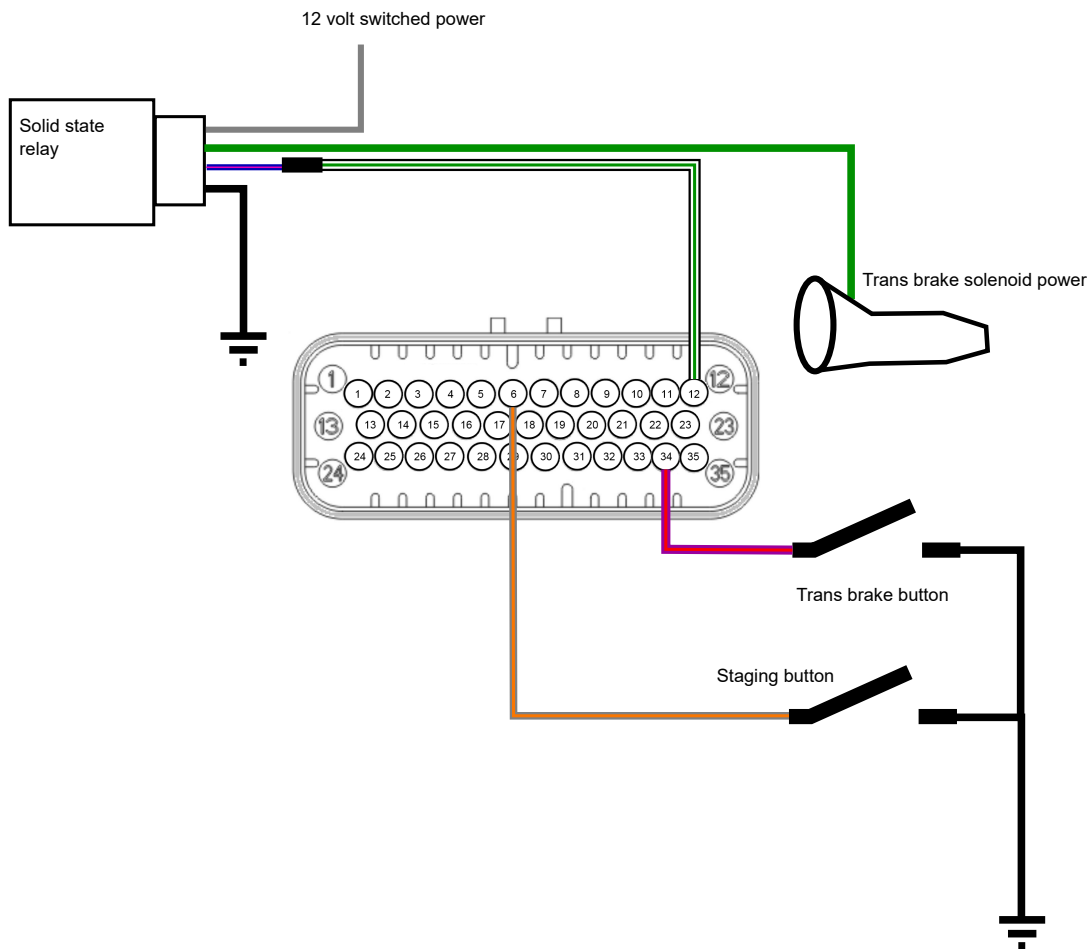 12 volt switched power
Solid state
relay
Trans brake solenoid power
1 12
1 2 3 4 5 6 7 8 9 10 11 12
13 13 14 15 16 17 18 19 20 21 22 23 23
24 25 26 27 28 29 30 31 32 33 34 35
24 35
Trans brake button
Staging button